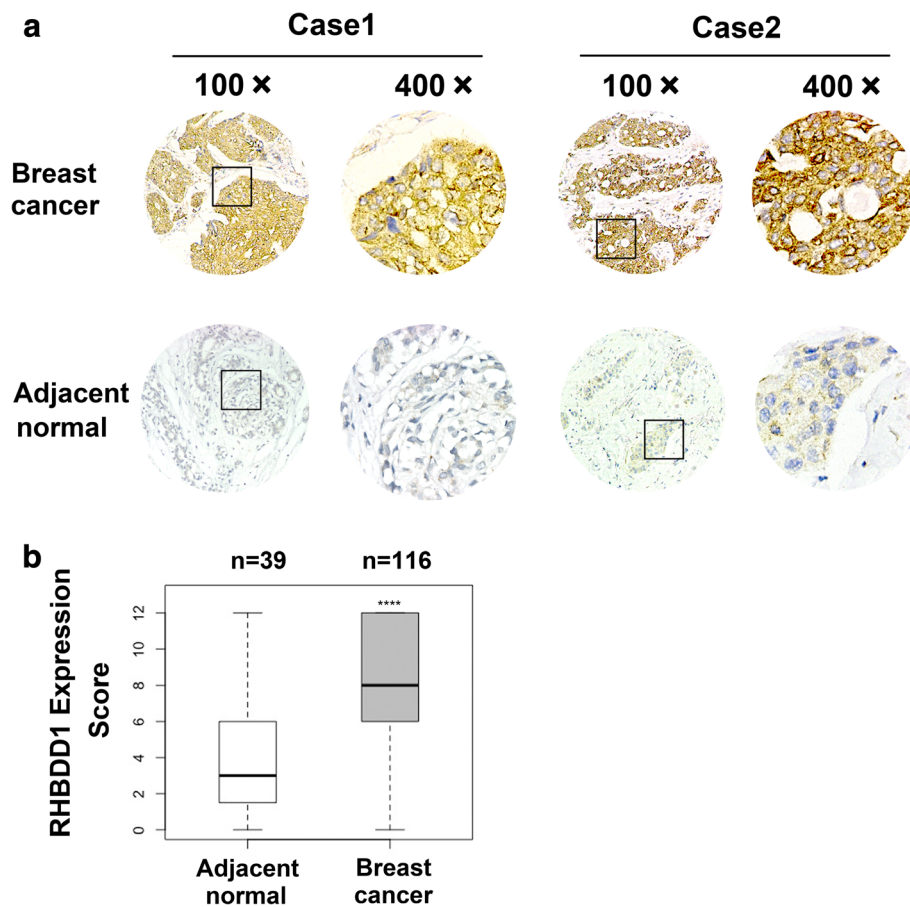 a
Case1
Case2
100 ×
400 ×
100 ×
400 ×
Breast
cancer
Adjacent
normal
b
n=39
n=116
RHBDD1 Expression
Score
12
10
8
6
4
2
0
****
Adjacent
normal
Breast
cancer